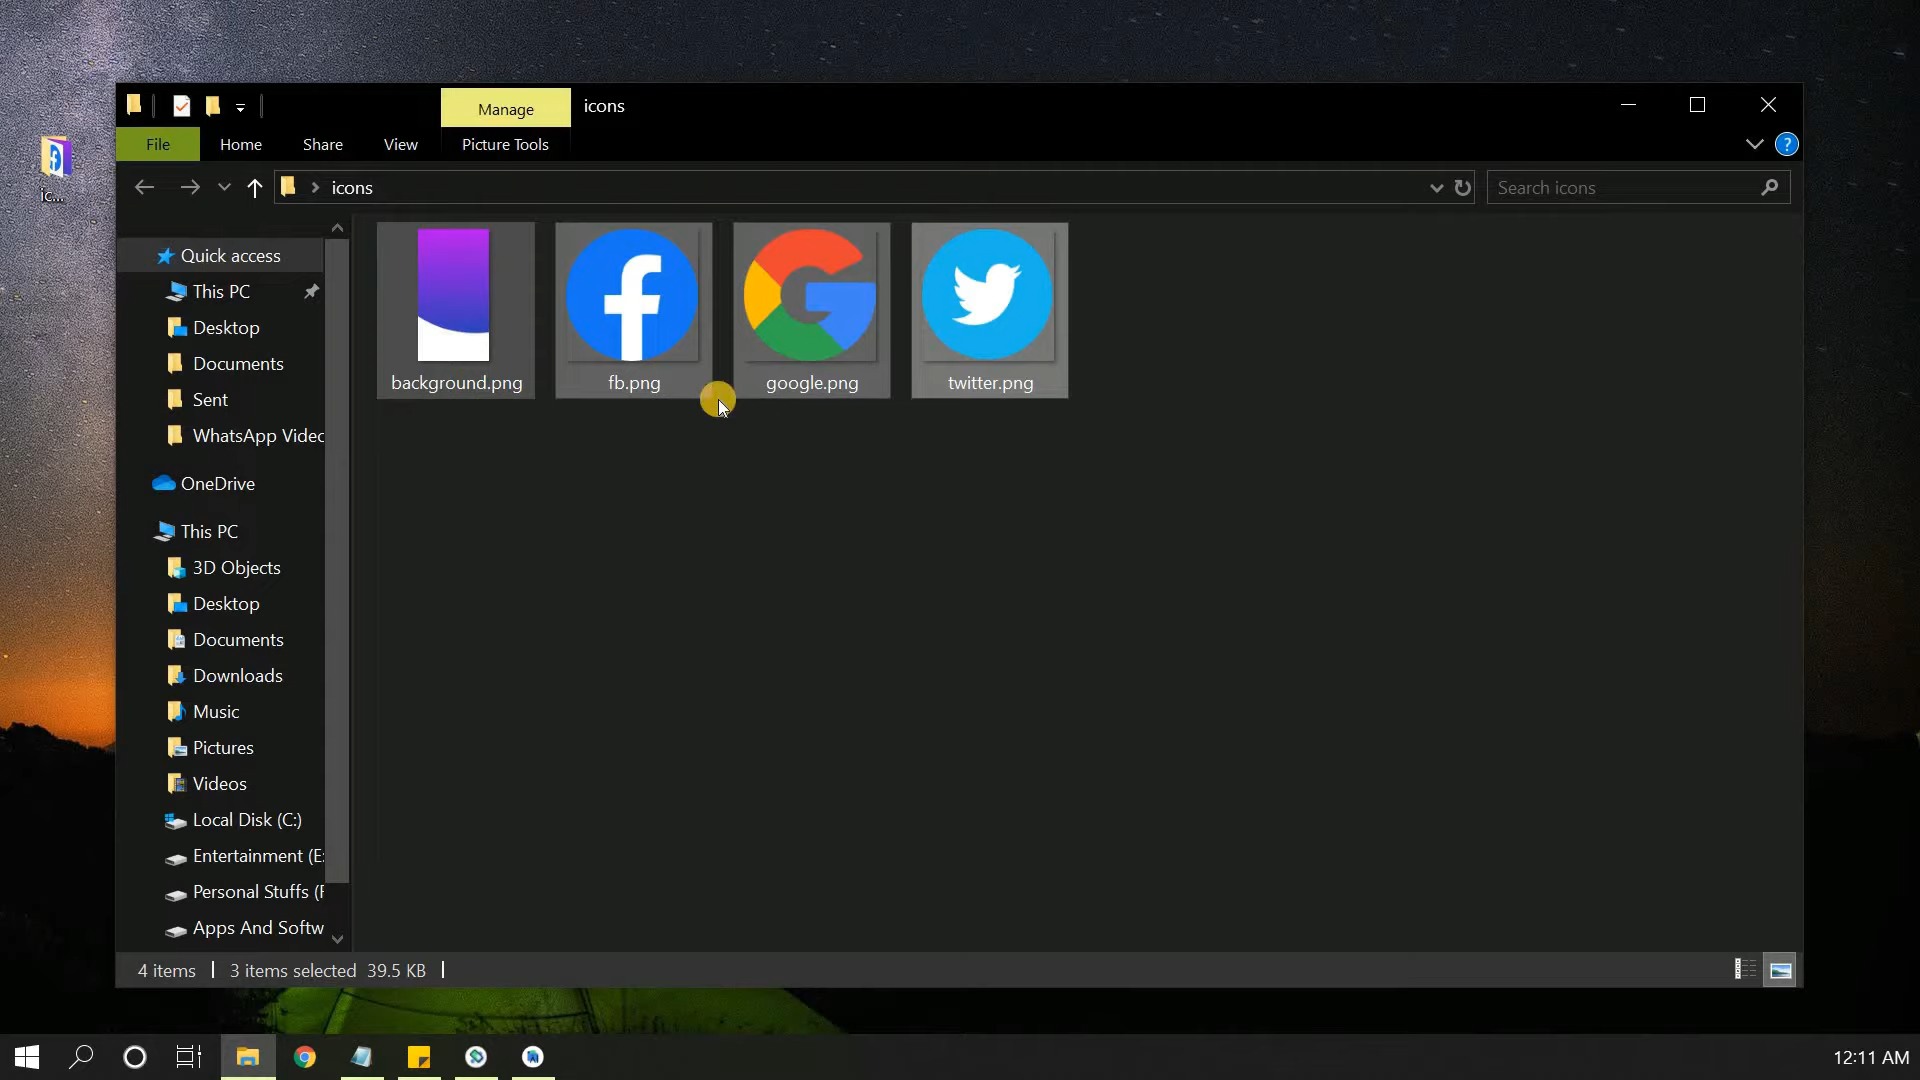 Manage
icons
File
Home
Share
View
Picture Tools
?
icons
Search icons
ic...
Quick access
This PC
Desktop
Documents
Sent
WhatsApp Videc
OneDrive
This PC
3D Objects
Desktop
Documents
Downloads
Music
Pictures
Videos
Local Disk (C:)
Entertainment (E:
Personal Stuffs (F
Apps And Softw
background.png
fb.png
google.png
twitter.png
4 items
3 items selected 39.5 KB
12:11 AM